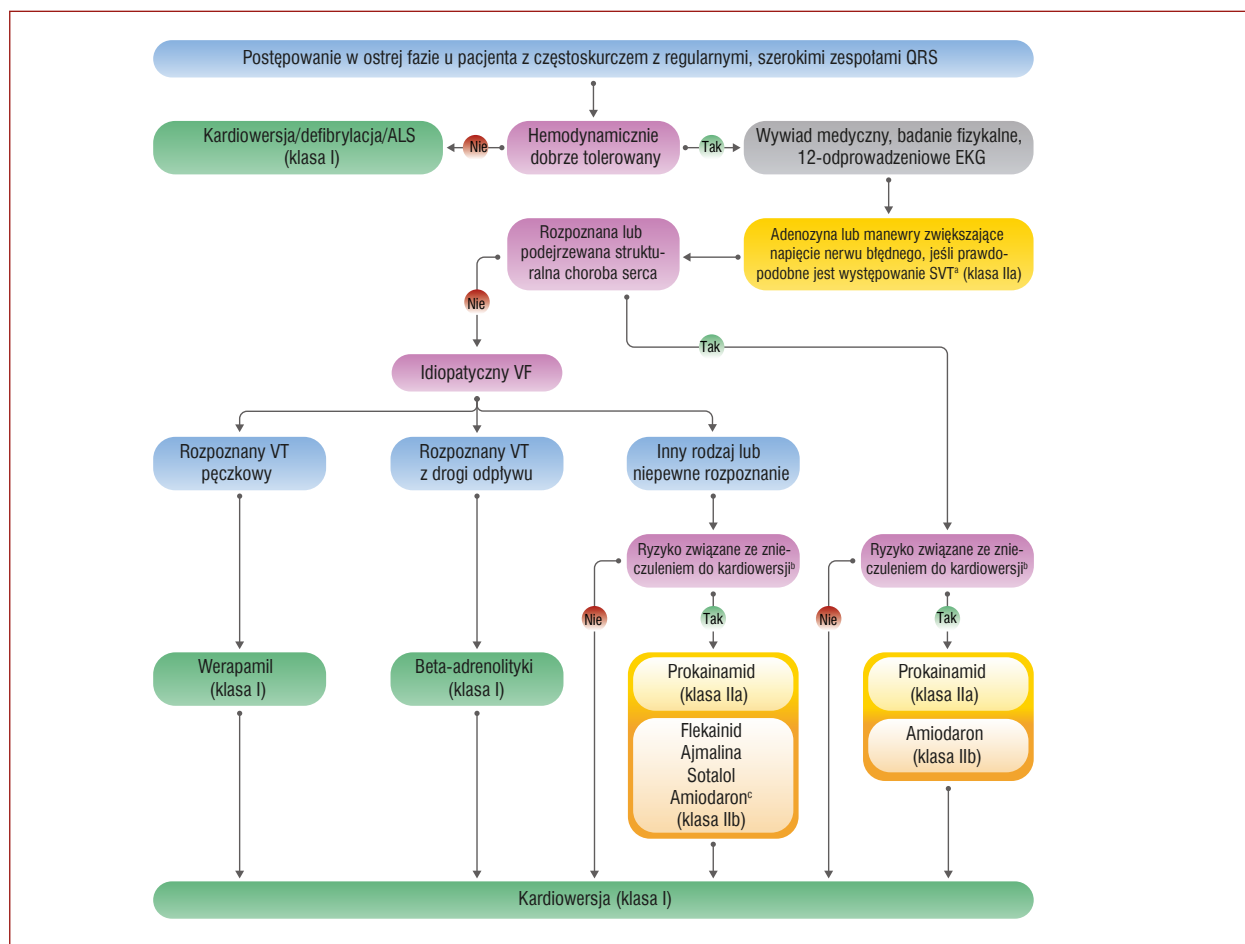 Postępowanie w ostrej fazie u pacjenta z częstoskurczem z regularnymi, szerokimi zespołami QRS
Kardiowersja/defibrylacja/ALS
(klasa I)
Nie
Hemodynamicznie
dobrze tolerowany
Tak
Wywiad medyczny, badanie fizykalne,
12-odprowadzeniowe EKG
Rozpoznana lub
podejrzewana struktu-
ralna choroba serca
Adenozyna lub manewry zwiększające
napięcie nerwu błędnego, jeśli prawdo-
podobne jest występowanie SVTᵃ (klasa IIa)
Nie
Tak
Idiopatyczny VF
Rozpoznany VT
pęczkowy
Rozpoznany VT
z drogi odpływu
Inny rodzaj lub
niepewne rozpoznanie
Ryzyko związane ze znie-
czuleniem do kardiowersjiᵇ
Ryzyko związane ze znie-
czuleniem do kardiowersjiᵇ
Nie
Tak
Nie
Tak
Werapamil
(klasa I)
Beta-adrenolityki
(klasa I)
Prokainamid
(klasa IIa)
Flekainid
Ajmalina
Sotalol
Amiodaronᶜ
(klasa IIb)
Prokainamid
(klasa IIa)
Amiodaron
(klasa IIb)
Kardiowersja (klasa I)